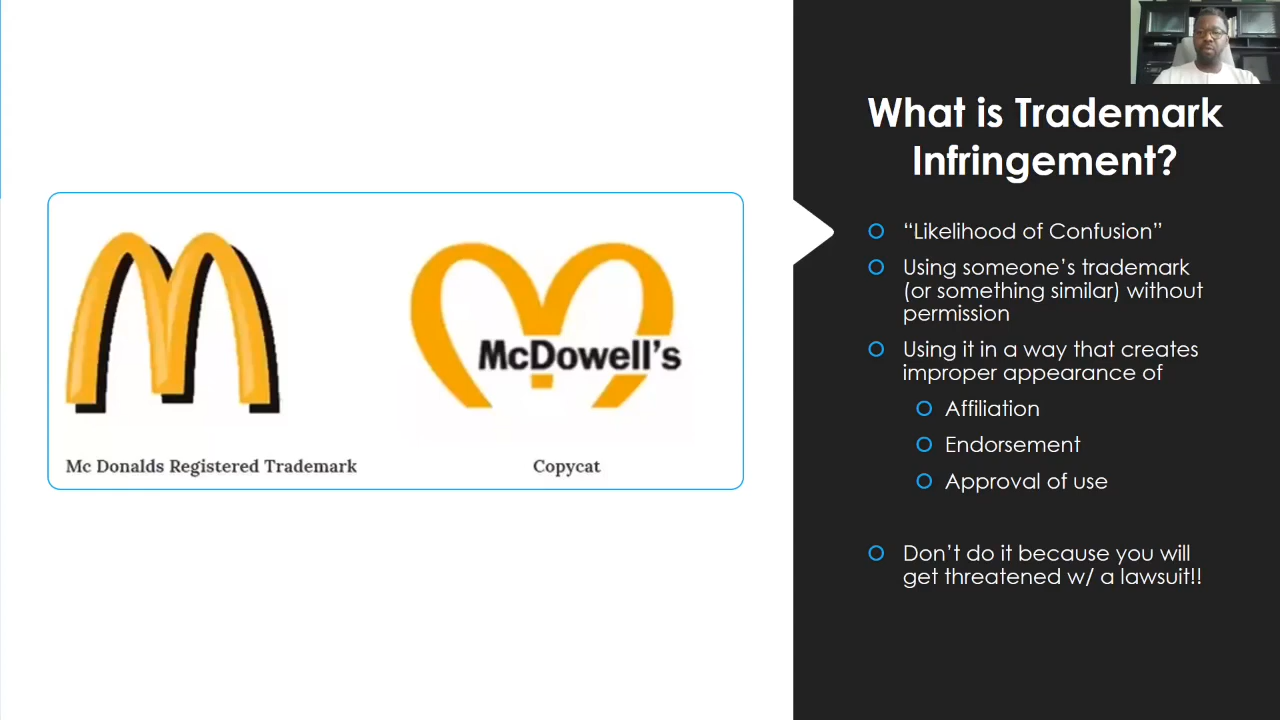 McDowell's
Mc Donalds Registered Trademark
Copycat
What is Trademark
Infringement?
“Likelihood of Confusion”
Using someone’s trademark
(or something similar) without
permission
Using it in a way that creates
improper appearance of
Affiliation
Endorsement
Approval of use
Don’t do it because you will
get threatened w/ a lawsuit!!